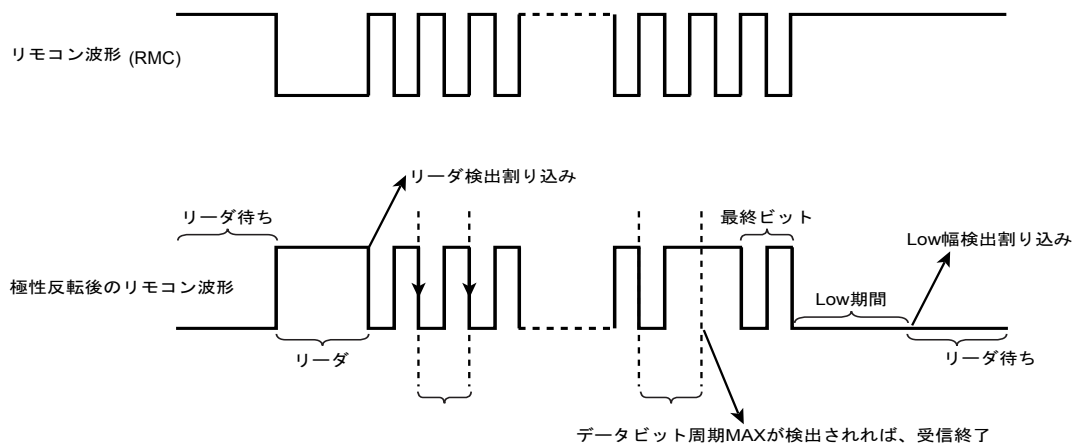 リモコン波形 (RMC)
リーダ検出割り込み
リーダ待ち
最終ビット
Low幅検出割り込み
極性反転後のリモコン波形
Low期間
リーダ
リーダ待ち
データビット周期MAXが検出されれば、受信終了